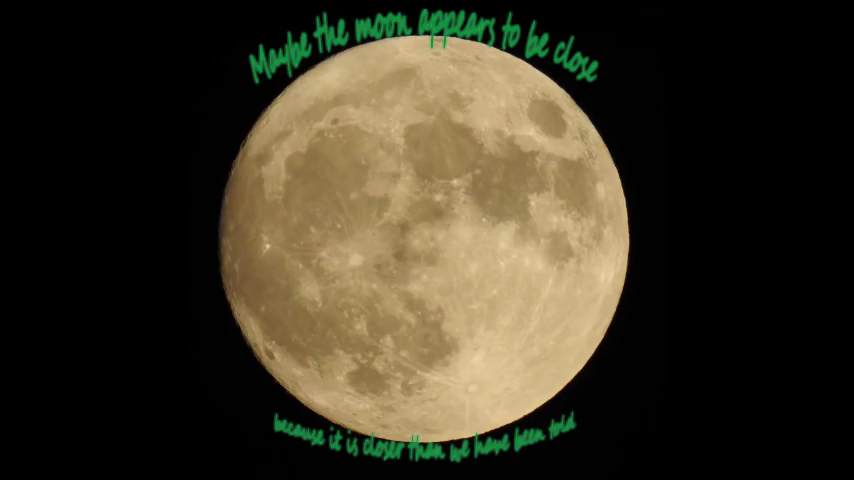 Maybe the moon appears to be close
because it is closer than we have been told